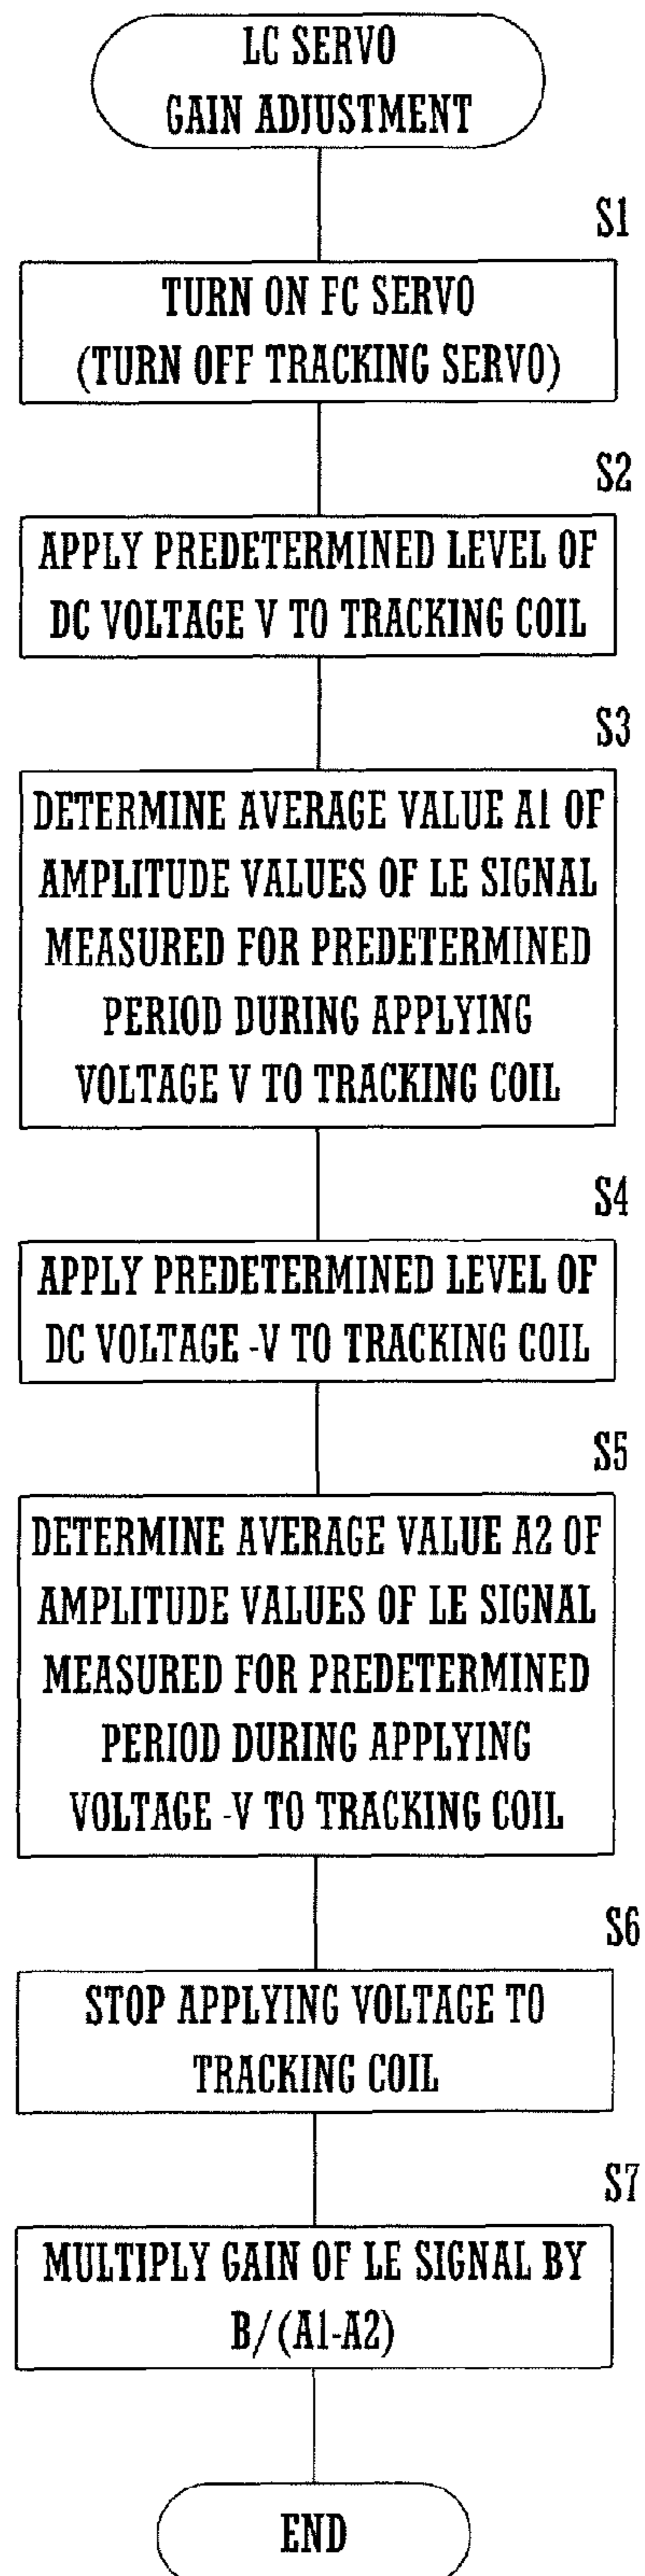 LC SERVO
GAIN ADJUSTMENT
S1
TURN ON FC SERVO
(TURN OFF TRACKING SERVO)
S2
APPLY PREDETERMINED LEVEL OF
DC VOLTAGE V TO TRACKING COIL
S3
DETERMINE AVERAGE VALUE A1 OF
AMPLITUDE VALUES OF LE SIGNAL
MEASURED FOR PREDETERMINED
PERIOD DURING APPLYING
VOLTAGE V TO TRACKING COIL
S4
APPLY PREDETERMINED LEVEL OF
DC VOLTAGE -V TO TRACKING COIL
S5
DETERMINE AVERAGE VALUE A2 OF
AMPLITUDE VALUES OF LE SIGNAL
MEASURED FOR PREDETERMINED
PERIOD DURING APPLYING
VOLTAGE -V TO TRACKING COIL
S6
STOP APPLYING VOLTAGE TO
TRACKING COIL
S7
MULTIPLY GAIN OF LE SIGNAL BY
B/(A1-A2)
END